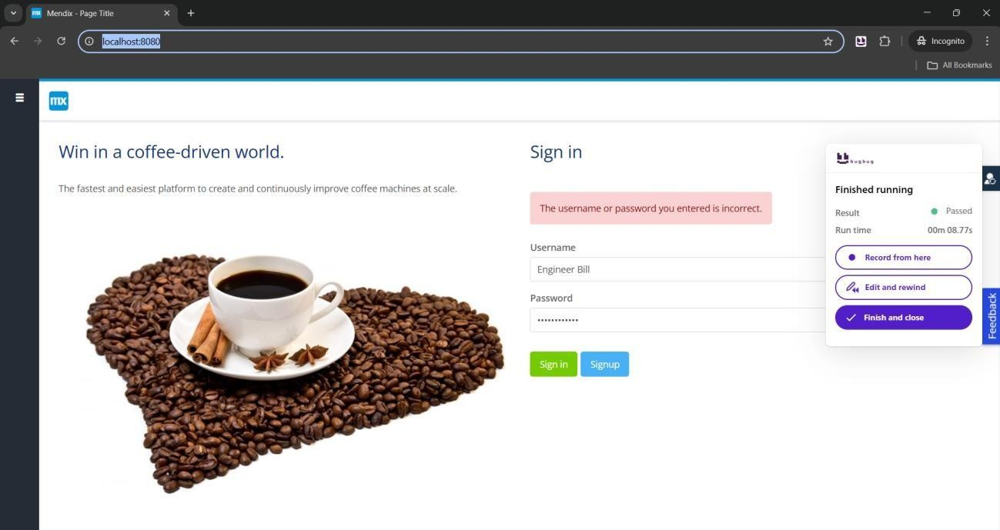 mx Mendix - Page Title
localhost:8080
Incognito
All Bookmarks
mx
Win in a coffee-driven world.
The fastest and easiest platform to create and continuously improve coffee machines at scale.
Sign in
The username or password you entered is incorrect.
Username
Engineer Bill
Password
••••••••••••
Sign in Signup
bugbug
Finished running
Result Passed
Run time 00m 08.77s
Record from here
Edit and rewind
Finish and close
Feedback